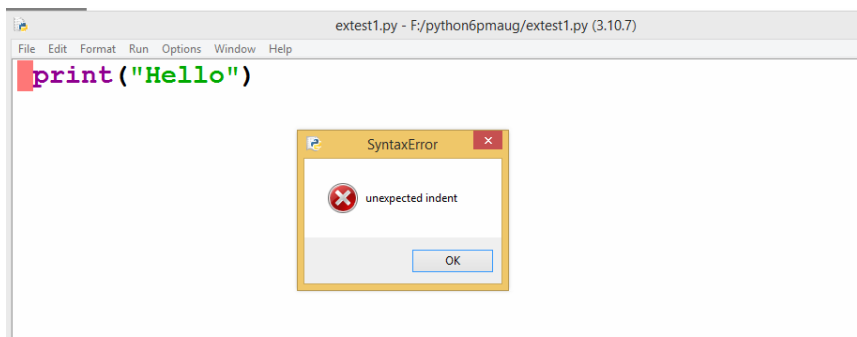 extest1.py - F:/python6pmaug/extest1.py (3.10.7)
File Edit Format Run Options Window Help
print("Hello")
SyntaxError
unexpected indent
OK